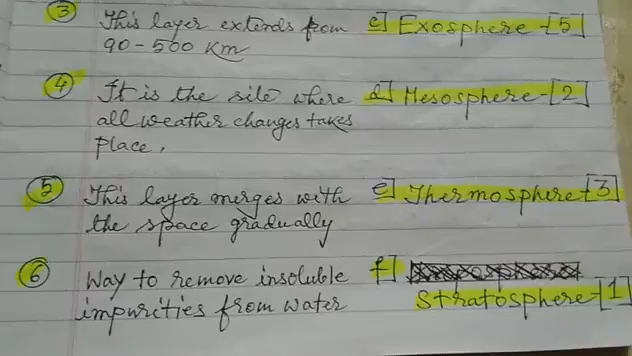 ③ This layer extends from c] Exosphere-[5]
90-500 Km
④ It is the site where d] Mesosphere-[2]
all weather changes takes
place.
⑤ This layer merges with e] Thermosphere-[3]
the space gradually
⑥ Way to remove insoluble f]
impurities from water Stratosphere-[1]